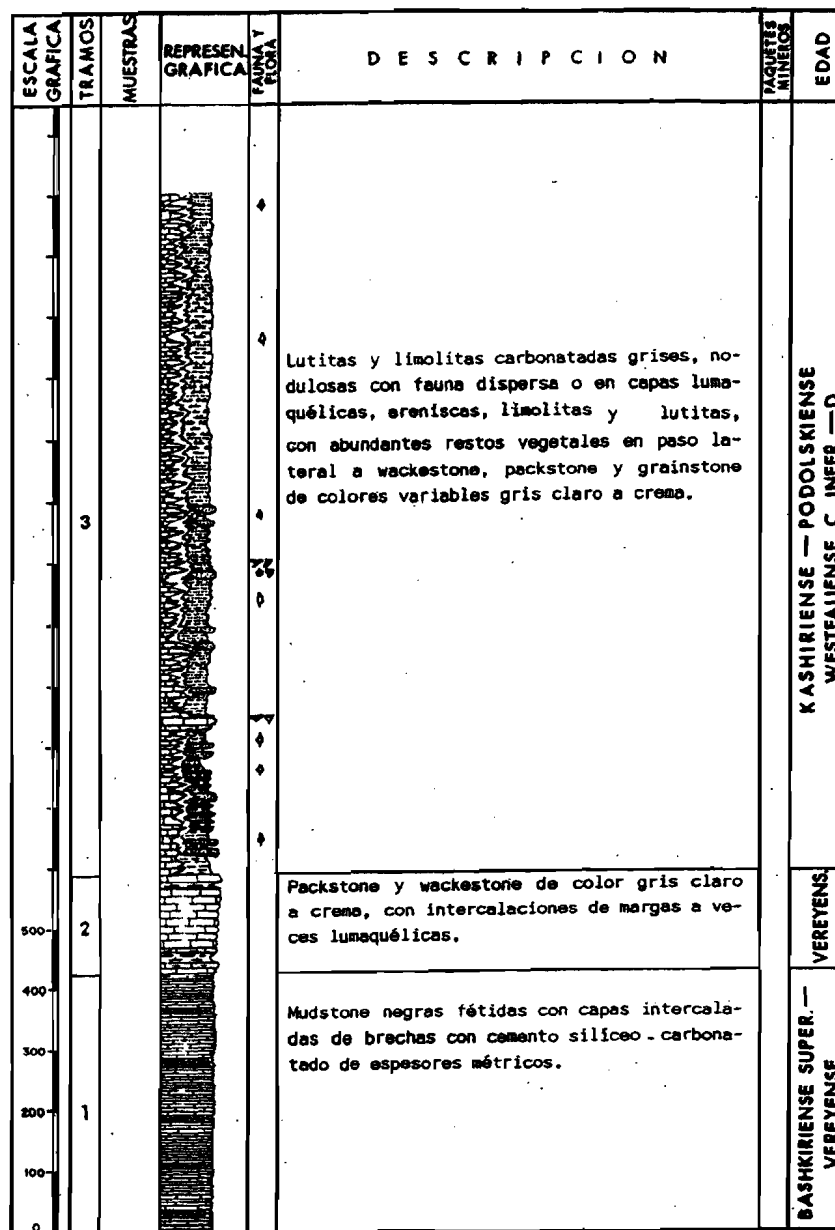 ESCALA GRAFICA
TRAMOS
MUESTRAS
REPRESEN. GRAFICA
FAUNA Y FLORA
DESCRIPCION
PAQUETES MINEROS
EDAD
3
Lutitas y limolitas carbonatadas grises, no-
dulosas con fauna dispersa o en capas luma-
quélicas, areniscas, limolitas y lutitas,
con abundantes restos vegetales en paso la-
teral a wackestone, packstone y grainstone
de colores variables gris claro a crema.
KASHIRIENSE — PODOLSKIENSE
WESTFALIENSE C INFER — D
500
2
Packstone y wackestone de color gris claro
a crema, con intercalaciones de margas a ve-
ces lumaquélicas.
VEREYENS.
400
300
200
100
0
1
Mudstone negras fétidas con capas intercala-
das de brechas con cemento silíceo - carbona-
tado de espesores métricos.
BASHKIRIENSE SUPER. —
VEREYENSE